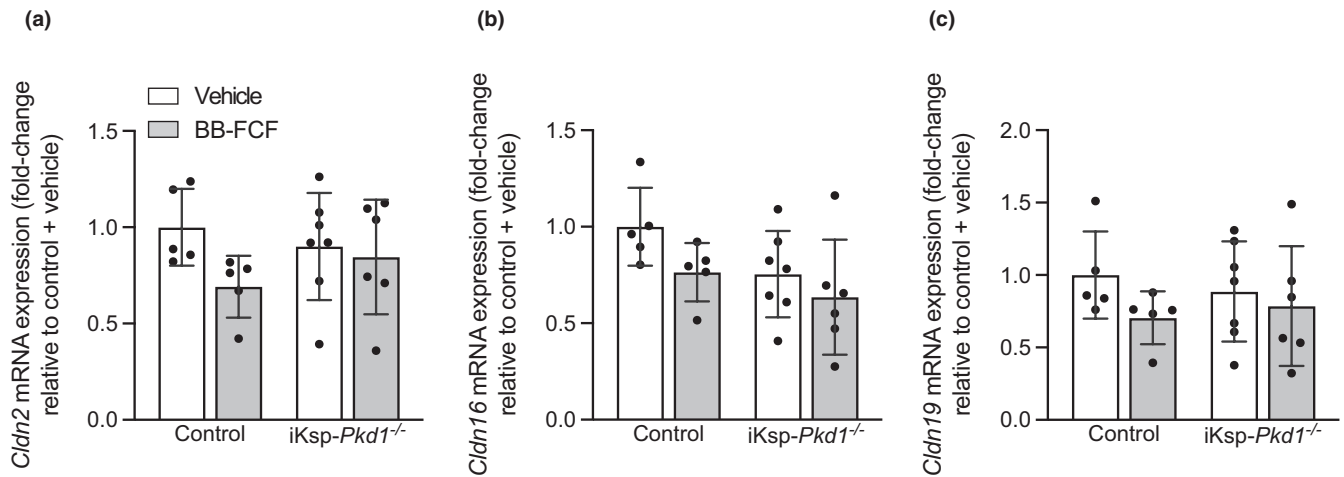 (a)
Cldn2 mRNA expression (fold-change
relative to control + vehicle)
Vehicle
BB-FCF
1.5
1.0
0.5
0.0
Control
iKsp-Pkd1-/-
(b)
Cldn16 mRNA expression (fold-change
relative to control + vehicle)
1.5
1.0
0.5
0.0
Control
iKsp-Pkd1-/-
(c)
Cldn19 mRNA expression (fold-change
relative to control + vehicle)
2.0
1.5
1.0
0.5
0.0
Control
iKsp-Pkd1-/-